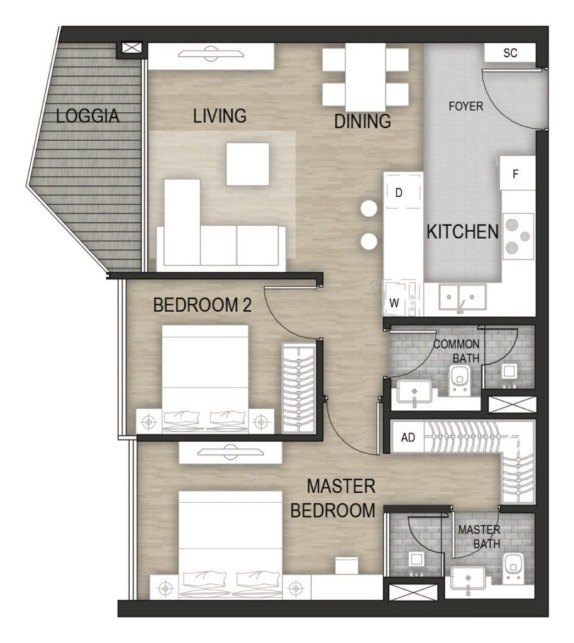 SC
LOGGIA
LIVING
DINING
FOYER
F
D
KITCHEN
W
BEDROOM 2
COMMON
BATH
AD
MASTER
BEDROOM
MASTER
BATH